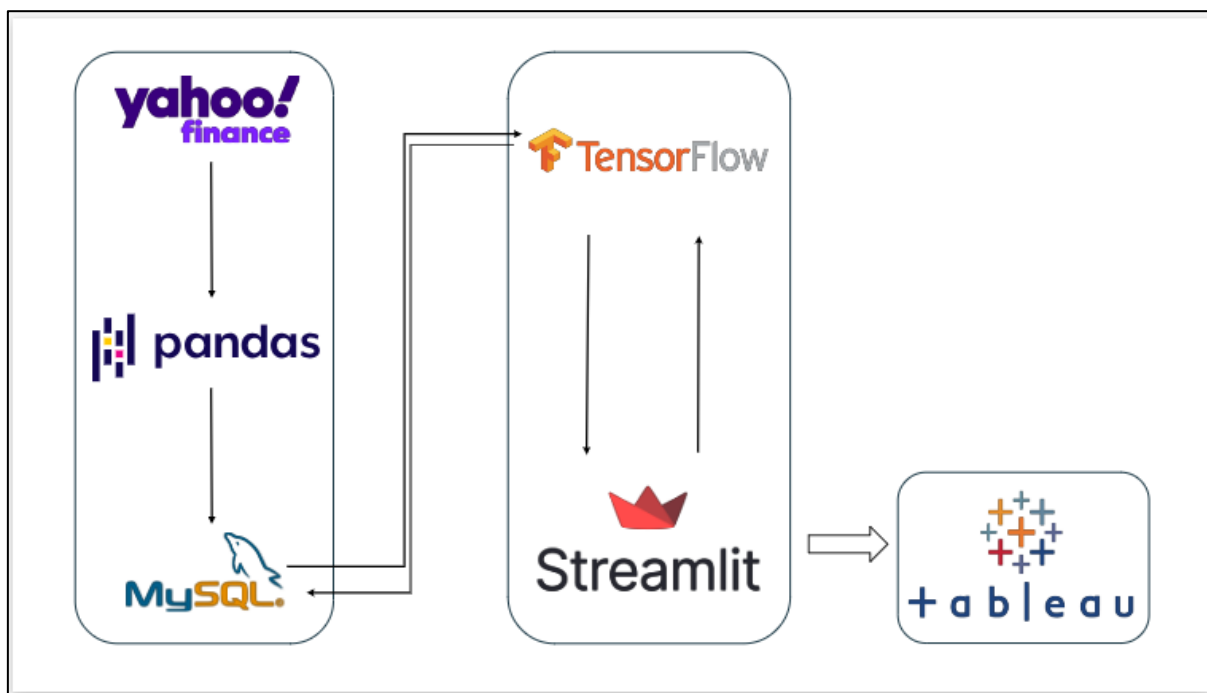 yahoo!
finance
pandas
MySQL.
TensorFlow
Streamlit
+ a b l e a u